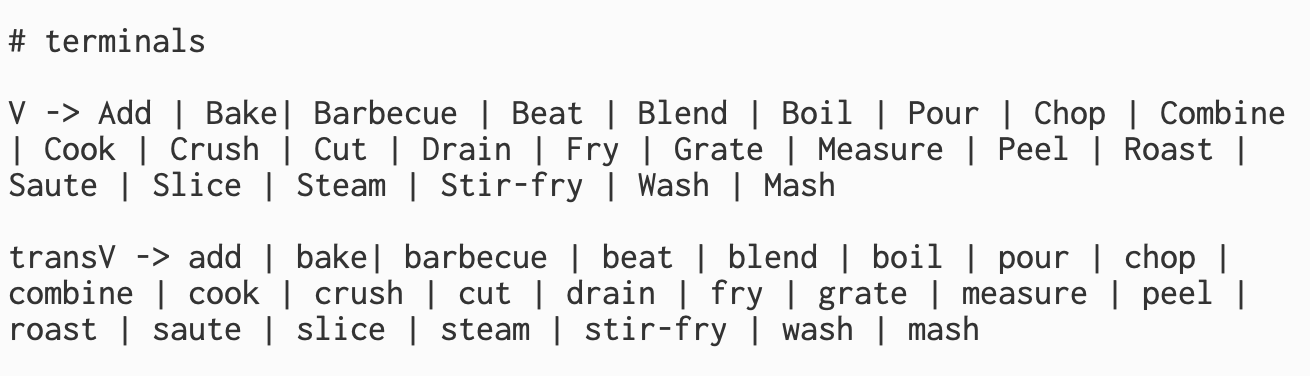 # terminals
V -> Add | Bake| Barbecue | Beat | Blend | Boil | Pour | Chop | Combine
| Cook | Crush | Cut | Drain | Fry | Grate | Measure | Peel | Roast |
Saute | Slice | Steam | Stir-fry | Wash | Mash
transV -> add | bake| barbecue | beat | blend | boil | pour | chop |
combine | cook | crush | cut | drain | fry | grate | measure | peel |
roast | saute | slice | steam | stir-fry | wash | mash